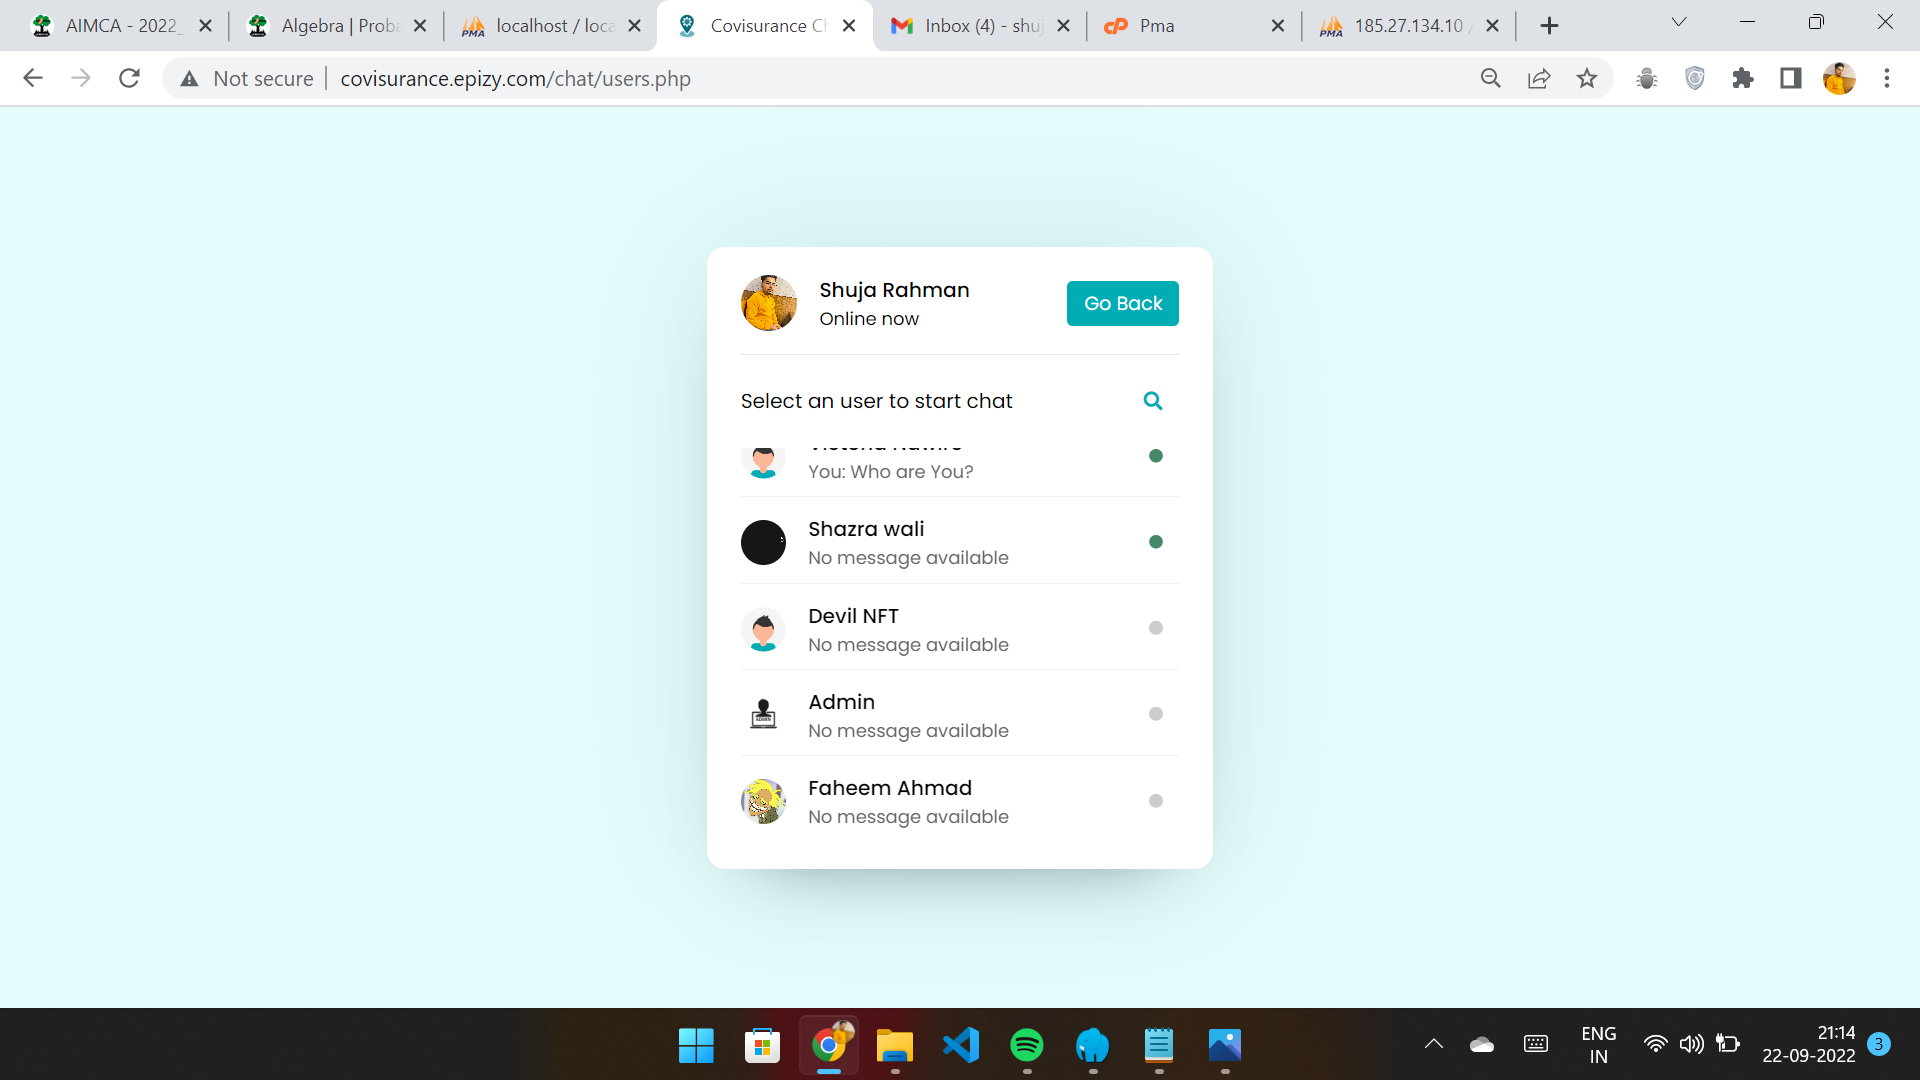 AIMCA - 2022_
Algebra | Proba
localhost / loca
Covisurance Ch
Inbox (4) - shuj
Pma
185.27.134.10 /
Not secure
covisurance.epizy.com/chat/users.php
Shuja Rahman
Online now
Go Back
Select an user to start chat
You: Who are You?
Shazra wali
No message available
Devil NFT
No message available
Admin
No message available
Faheem Ahmad
No message available
ENG
IN
21:14
22-09-2022
3